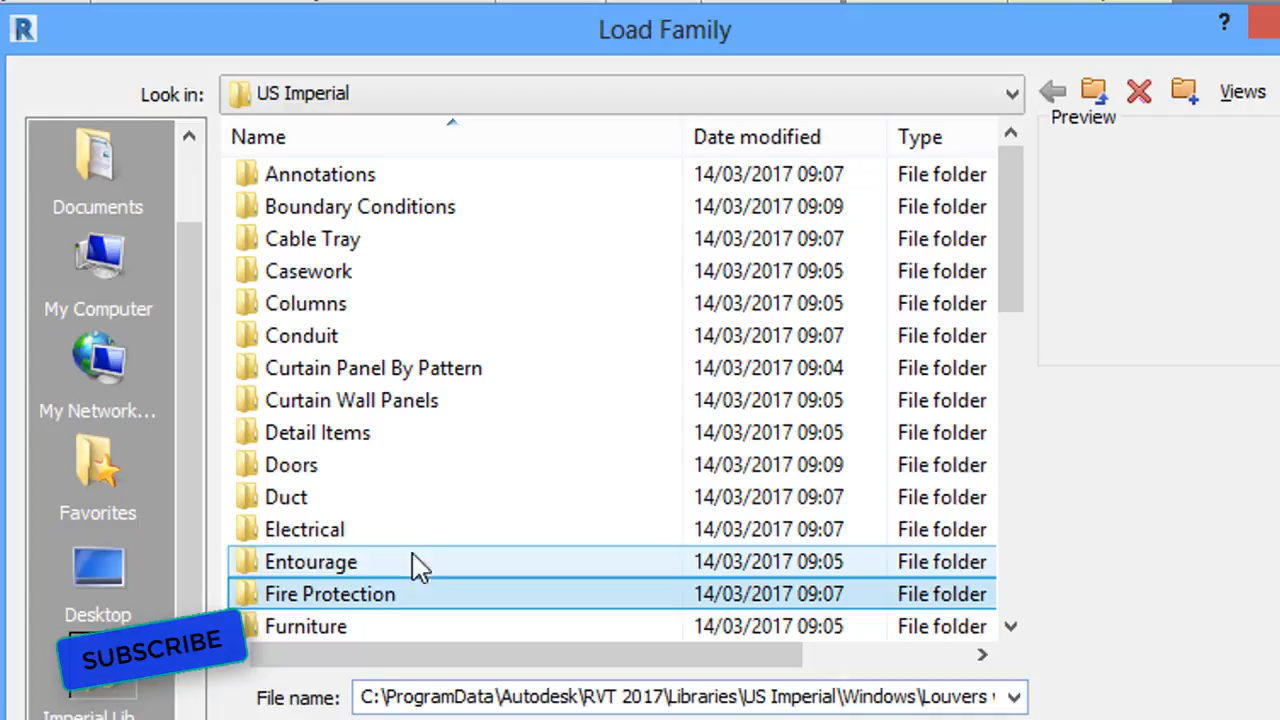 R
Load Family
?
Look in:
US Imperial
Views
Preview
Name
Date modified
Type
Annotations 14/03/2017 09:07 File folder
Boundary Conditions 14/03/2017 09:09 File folder
Cable Tray 14/03/2017 09:07 File folder
Casework 14/03/2017 09:05 File folder
Columns 14/03/2017 09:05 File folder
Conduit 14/03/2017 09:07 File folder
Curtain Panel By Pattern 14/03/2017 09:04 File folder
Curtain Wall Panels 14/03/2017 09:05 File folder
Detail Items 14/03/2017 09:05 File folder
Doors 14/03/2017 09:09 File folder
Duct 14/03/2017 09:07 File folder
Electrical 14/03/2017 09:07 File folder
Entourage 14/03/2017 09:05 File folder
Fire Protection 14/03/2017 09:07 File folder
Furniture 14/03/2017 09:05 File folder
Documents
My Computer
My Network...
Favorites
Desktop
Imperial Lib
SUBSCRIBE
File name:
C:\ProgramData\Autodesk\RVT 2017\Libraries\US Imperial\Windows\Louvers